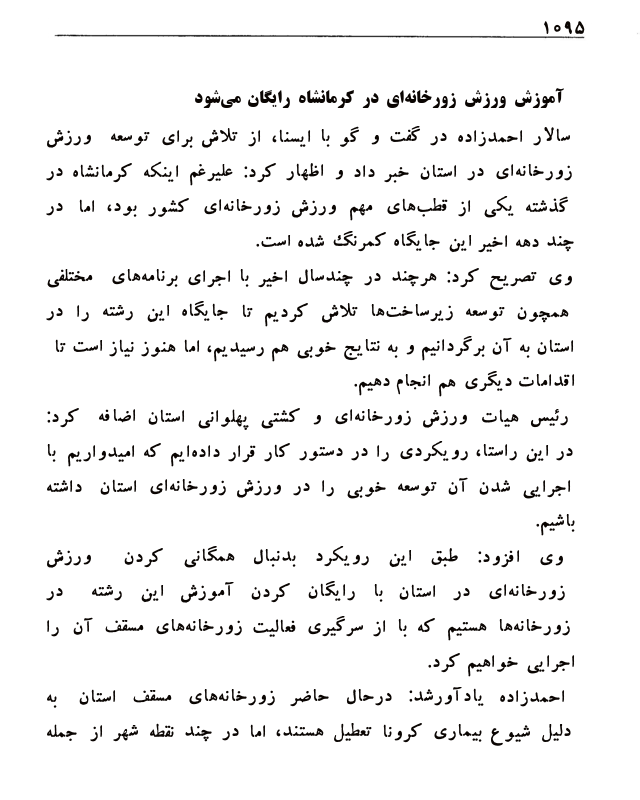 ۱۰۹۵
آموزش ورزش زورخانه‌ای در کرمانشاه رایگان می‌شود
سالار احمدزاده در گفت و گو با ایسنا، از تلاش برای توسعه ورزش
زورخانه‌ای در استان خبر داد و اظهار کرد: علیرغم اینکه کرمانشاه در
گذشته یکی از قطب‌های مهم ورزش زورخانه‌ای کشور بود، اما در
چند دهه اخیر این جایگاه کمرنگ شده است.
وی تصریح کرد: هرچند در چندسال اخیر با اجرای برنامه‌های مختلفی
همچون توسعه زیرساخت‌ها تلاش کردیم تا جایگاه این رشته را در
استان به آن برگردانیم و به نتایج خوبی هم رسیدیم، اما هنوز نیاز است تا
اقدامات دیگری هم انجام دهیم.
رئیس هیات ورزش زورخانه‌ای و کشتی پهلوانی استان اضافه کرد:
در این راستا، رویکردی را در دستور کار قرار داده‌ایم که امیدواریم با
اجرایی شدن آن توسعه خوبی را در ورزش زورخانه‌ای استان داشته
باشیم.
وی افزود: طبق این رویکرد بدنبال همگانی کردن ورزش
زورخانه‌ای در استان با رایگان کردن آموزش این رشته در
زورخانه‌ها هستیم که با از سرگیری فعالیت زورخانه‌های مسقف آن را
اجرایی خواهیم کرد.
احمدزاده یادآورشد: درحال حاضر زورخانه‌های مسقف استان به
دلیل شیوع بیماری کرونا تعطیل هستند، اما در چند نقطه شهر از جمله